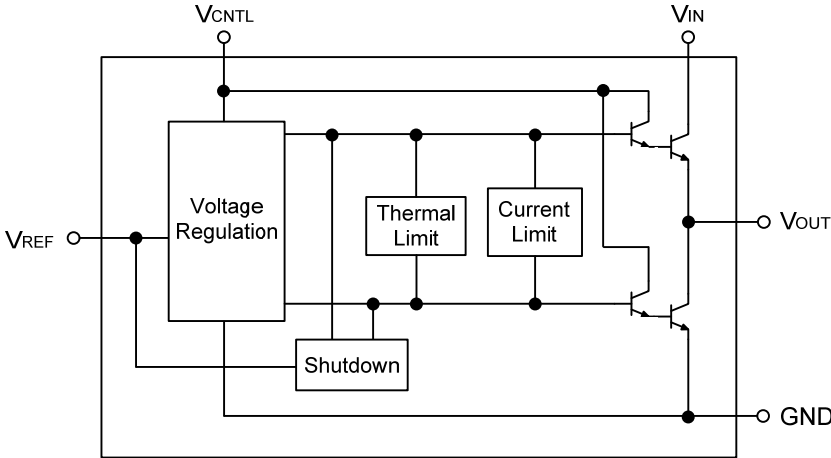 VCNTL
VIN
Voltage
Regulation
Thermal
Limit
Current
Limit
VREF
VOUT
Shutdown
GND